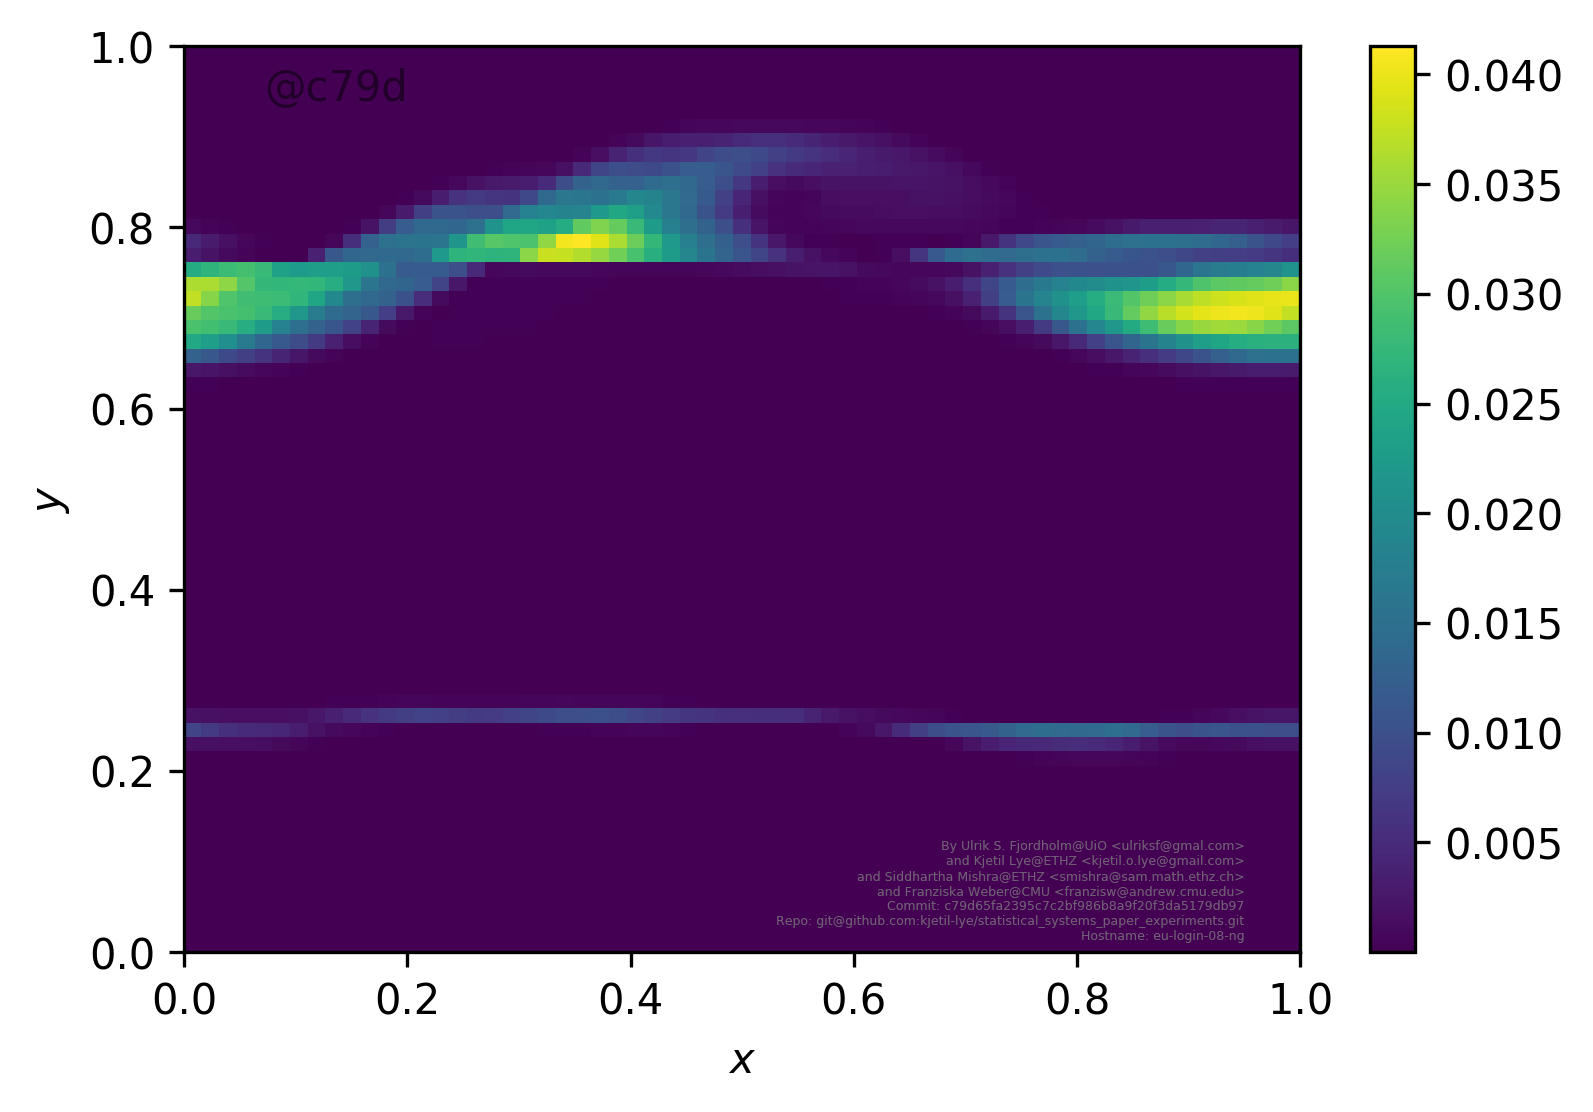 1.0
0.8
0.6
0.4
0.2
0.0
y
@c79d
By Ulrik S. Fjordholm@UiO <ulriksf@gmal.com>
and Kjetil Lye@ETHZ <kjetil.o.lye@gmail.com>
and Siddhartha Mishra@ETHZ <smishra@sam.math.ethz.ch>
and Franziska Weber@CMU <franzisw@andrew.cmu.edu>
Commit: c79d65fa2395c7c2bf986b8a9f20f3da5179db97
Repo: git@github.com:kjetil-lye/statistical_systems_paper_experiments.git
Hostname: eu-login-08-ng
0.0 0.2 0.4 0.6 0.8 1.0
x
0.040
0.035
0.030
0.025
0.020
0.015
0.010
0.005